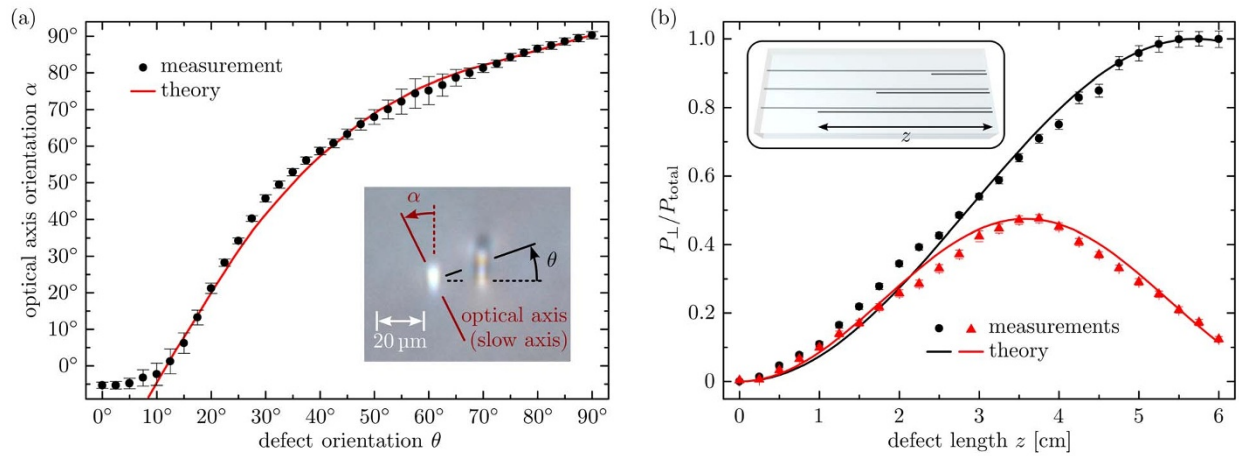 (a)
90°
80°
70°
60°
50°
40°
30°
20°
10°
0°
optical axis orientation α
measurement
theory
α
θ
20 μm
optical axis
(slow axis)
0° 10° 20° 30° 40° 50° 60° 70° 80° 90°
defect orientation θ
(b)
1.0
0.8
0.6
0.4
0.2
0
P⊥/Ptotal
z
measurements
theory
0 1 2 3 4 5 6
defect length z [cm]